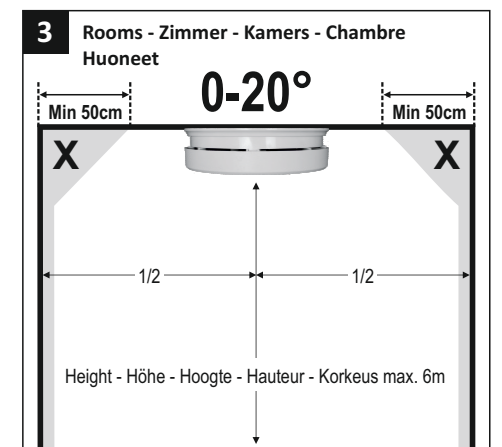 3 Rooms - Zimmer - Kamers - Chambre
Huoneet
0-20°
Min 50cm Min 50cm
X X
1/2 1/2
Height - Höhe - Hoogte - Hauteur - Korkeus max. 6m